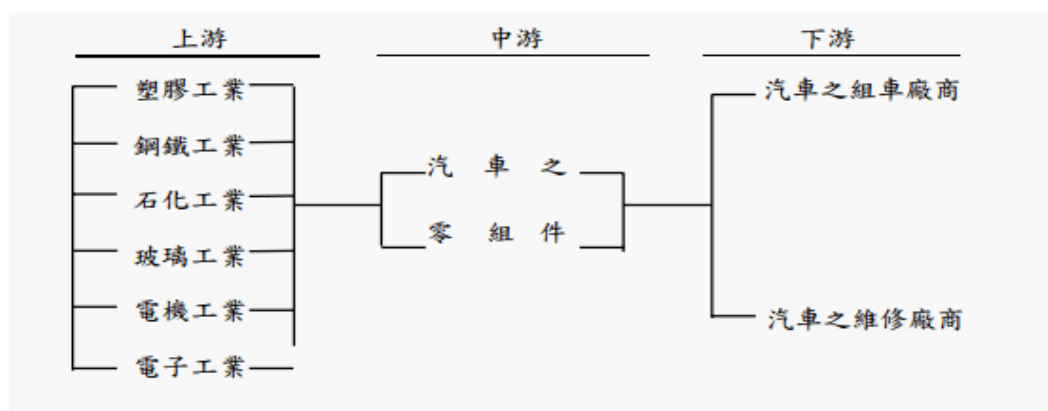 上游 中游 下游
塑膠工業
鋼鐵工業
石化工業
玻璃工業
電機工業
電子工業
汽車之
零組件
汽車之組車廠商
汽車之維修廠商